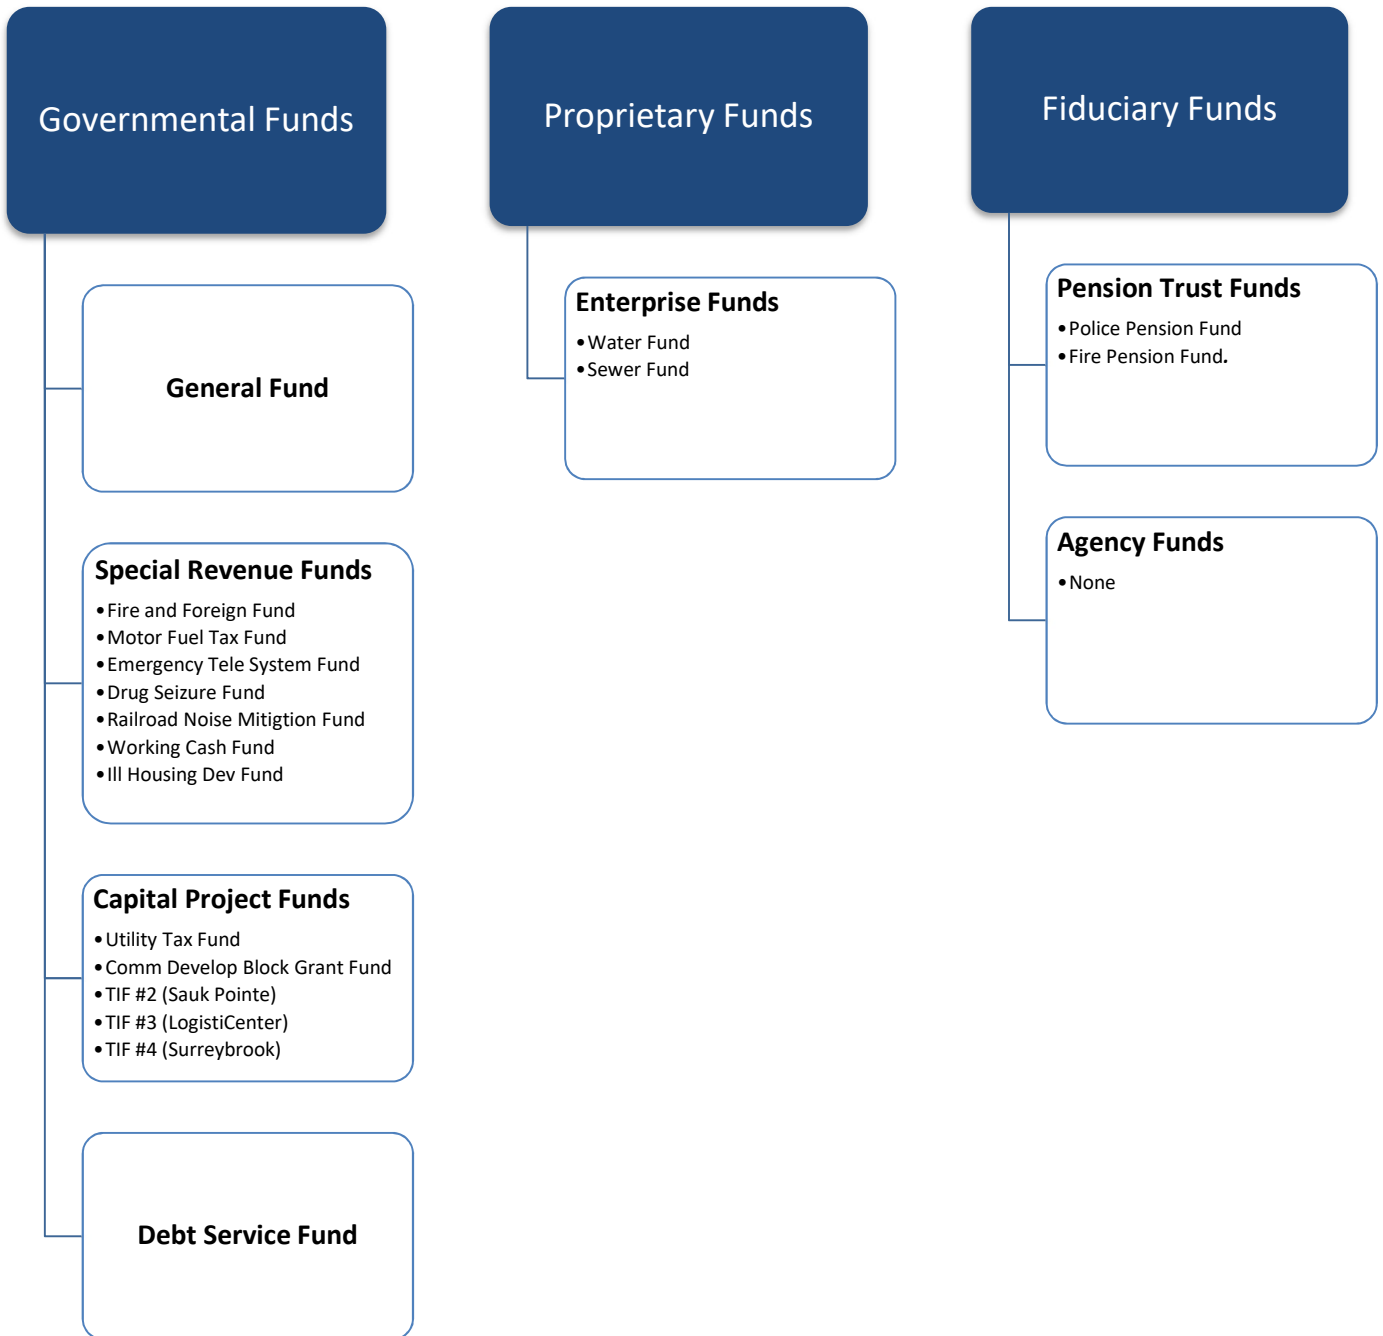 Governmental Funds
General Fund
Special Revenue Funds
•Fire and Foreign Fund
•Motor Fuel Tax Fund
•Emergency Tele System Fund
•Drug Seizure Fund
•Railroad Noise Mitigtion Fund
•Working Cash Fund
•Ill Housing Dev Fund
Capital Project Funds
•Utility Tax Fund
•Comm Develop Block Grant Fund
•TIF #2 (Sauk Pointe)
•TIF #3 (LogistiCenter)
•TIF #4 (Surreybrook)
Debt Service Fund
Proprietary Funds
Enterprise Funds
•Water Fund
•Sewer Fund
Fiduciary Funds
Pension Trust Funds
•Police Pension Fund
•Fire Pension Fund.
Agency Funds
•None